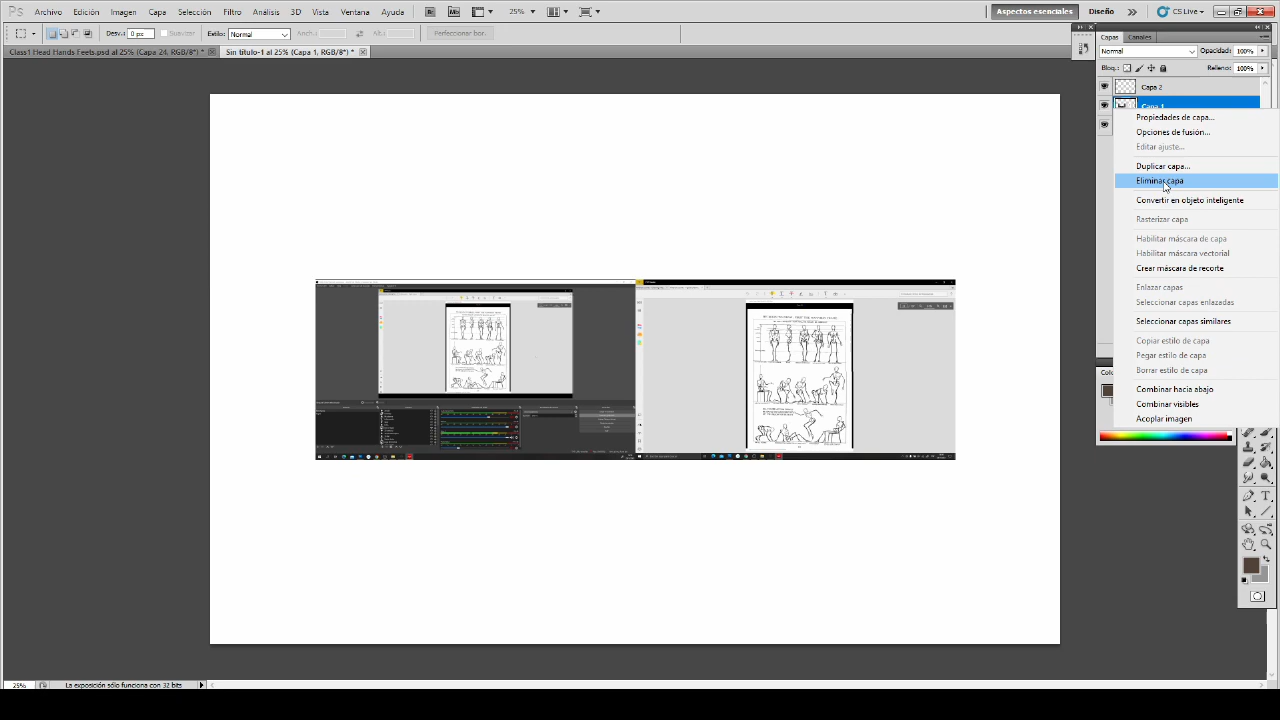 Ps Archivo Edición Imagen Capa Selección Filtro Análisis 3D Vista Ventana Ayuda Br Mb 25% Aspectos esenciales Diseño CS Live
Desv.: 0 px Suavizar Estilo: Normal Anch.: Alt.: Perfeccionar bor...
Class1 Head Hands Feets.psd al 25% (Capa 24, RGB/8*) * Sin título-1 al 25% (Capa 1, RGB/8*) *
Capas Canales
Normal Opacidad: 100%
Bloq.: Relleno: 100%
Capa 2
Capa 1
Propiedades de capa...
Opciones de fusión...
Editar ajuste...
Duplicar capa...
Eliminar capa
Convertir en objeto inteligente
Rasterizar capa
Habilitar máscara de capa
Habilitar máscara vectorial
Crear máscara de recorte
Enlazar capas
Seleccionar capas enlazadas
Seleccionar capas similares
Copiar estilo de capa
Pegar estilo de capa
Borrar estilo de capa
Combinar hacia abajo
Combinar visibles
Acoplar imagen
25% La exposición sólo funciona con 32 bits